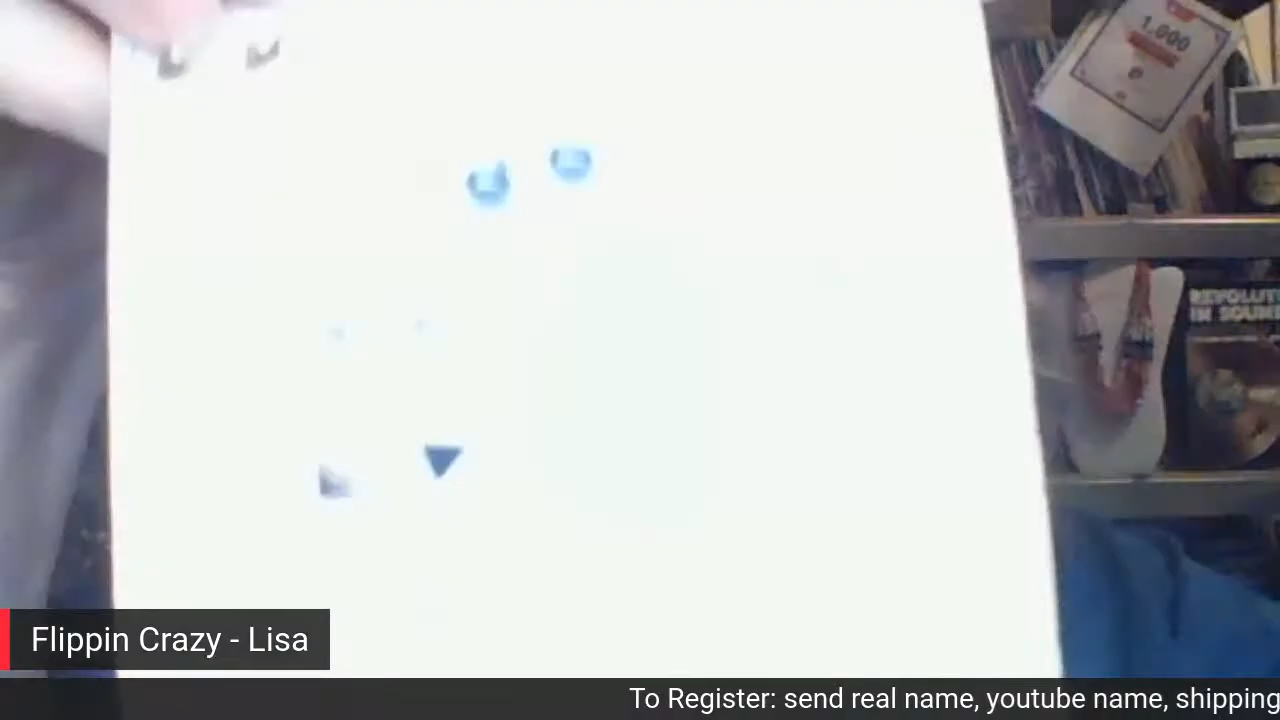 1,000
REVOLUT
IN SOUN
Flippin Crazy - Lisa
To Register: send real name, youtube name, shipping